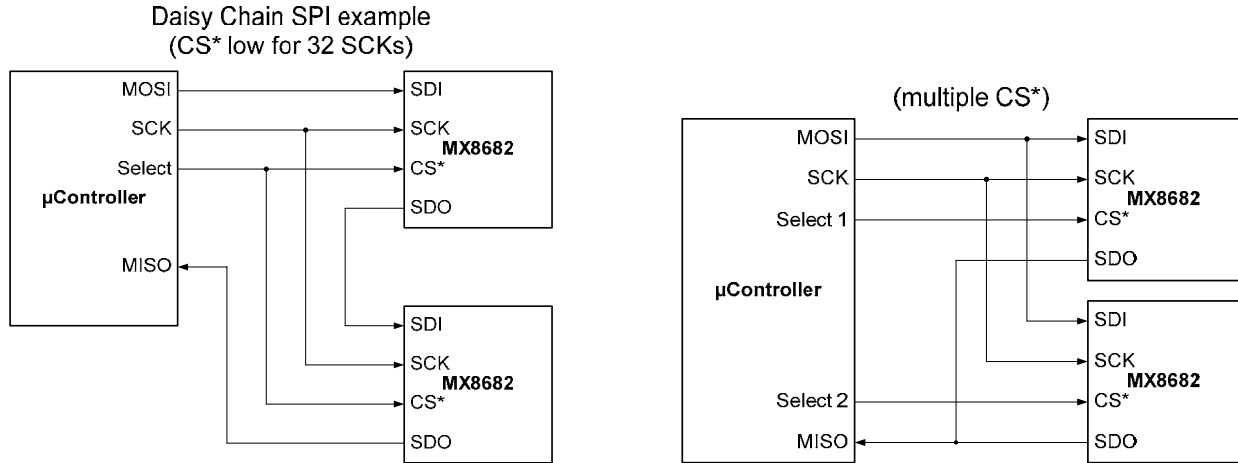 Daisy Chain SPI example
(CS* low for 32 SCKs)
MOSI
SCK
Select
µController
MISO
SDI
SCK
MX8682
CS*
SDO
SDI
SCK
MX8682
CS*
SDO
(multiple CS*)
MOSI
SCK
Select 1
µController
Select 2
MISO
SDI
SCK
MX8682
CS*
SDO
SDI
SCK
MX8682
CS*
SDO